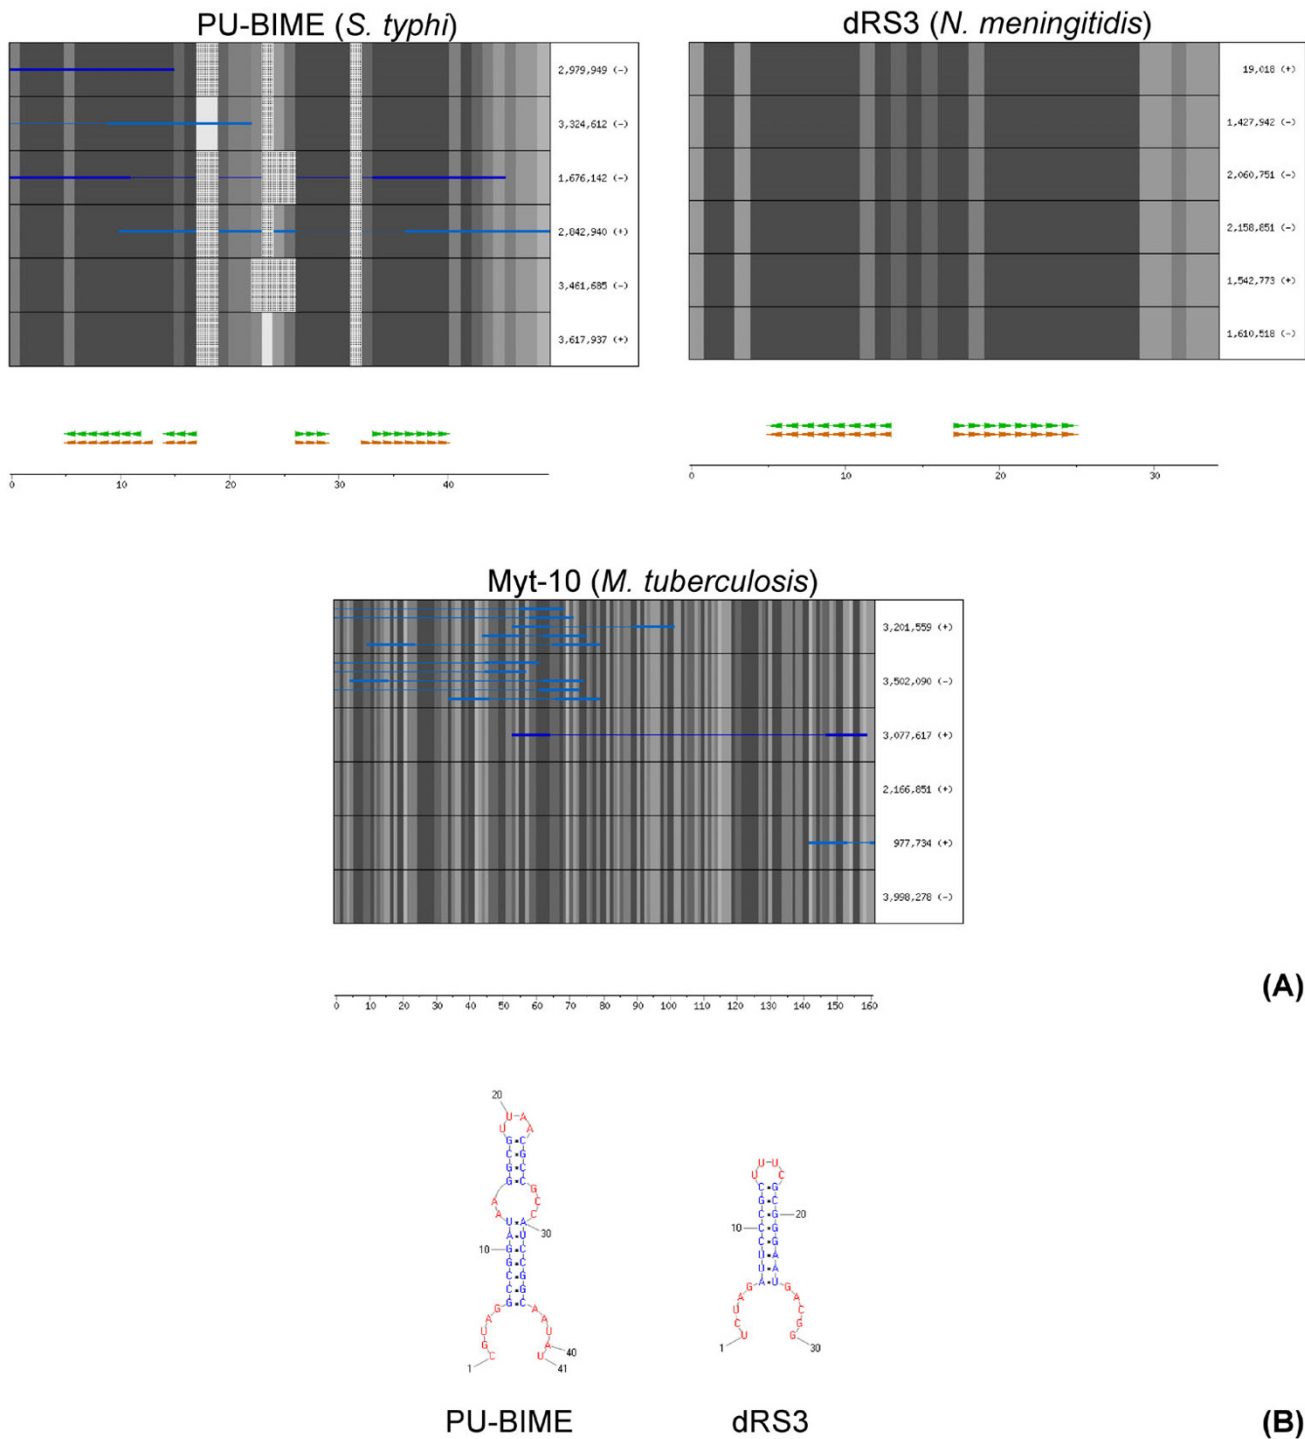 PU-BIME (S. typhi)
2,979,949 (-)
3,324,612 (-)
1,676,142 (-)
2,842,940 (+)
3,461,685 (-)
3,617,937 (+)
0 10 20 30 40
dRS3 (N. meningitidis)
19,018 (+)
1,427,942 (-)
2,060,751 (-)
2,158,851 (-)
1,542,773 (+)
1,610,518 (-)
0 10 20 30
Myt-10 (M. tuberculosis)
3,201,559 (+)
3,502,090 (-)
3,077,617 (+)
2,166,851 (+)
977,734 (+)
3,998,278 (-)
0 10 20 30 40 50 60 70 80 90 100 110 120 130 140 150 160
(A)
CGUAGGCCGGAUAAGGCGUUAACGCCGCCAUCCGGCAAUAU
1 10 20 30 40 41
UCUAGAUUCCCGCUUUCGCGGGAAUGACGG
1 10 20 30
PU-BIME
dRS3
(B)